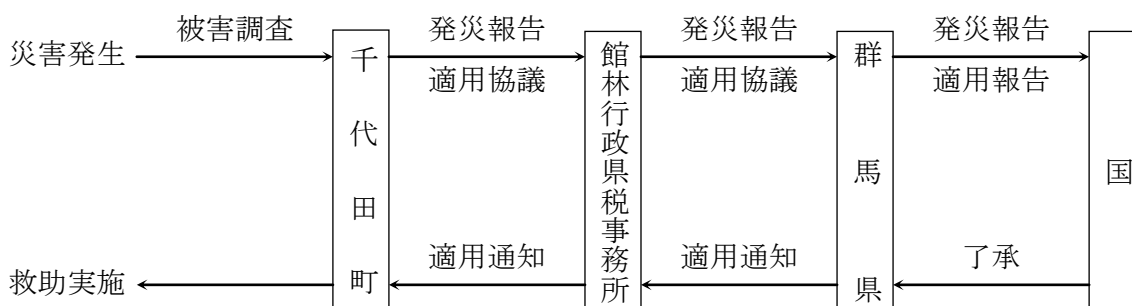 災害発生
被害調査
千代田町
発災報告
適用協議
館林行政県税事務所
発災報告
適用協議
群馬県
発災報告
適用報告
国
救助実施
適用通知
適用通知
了承